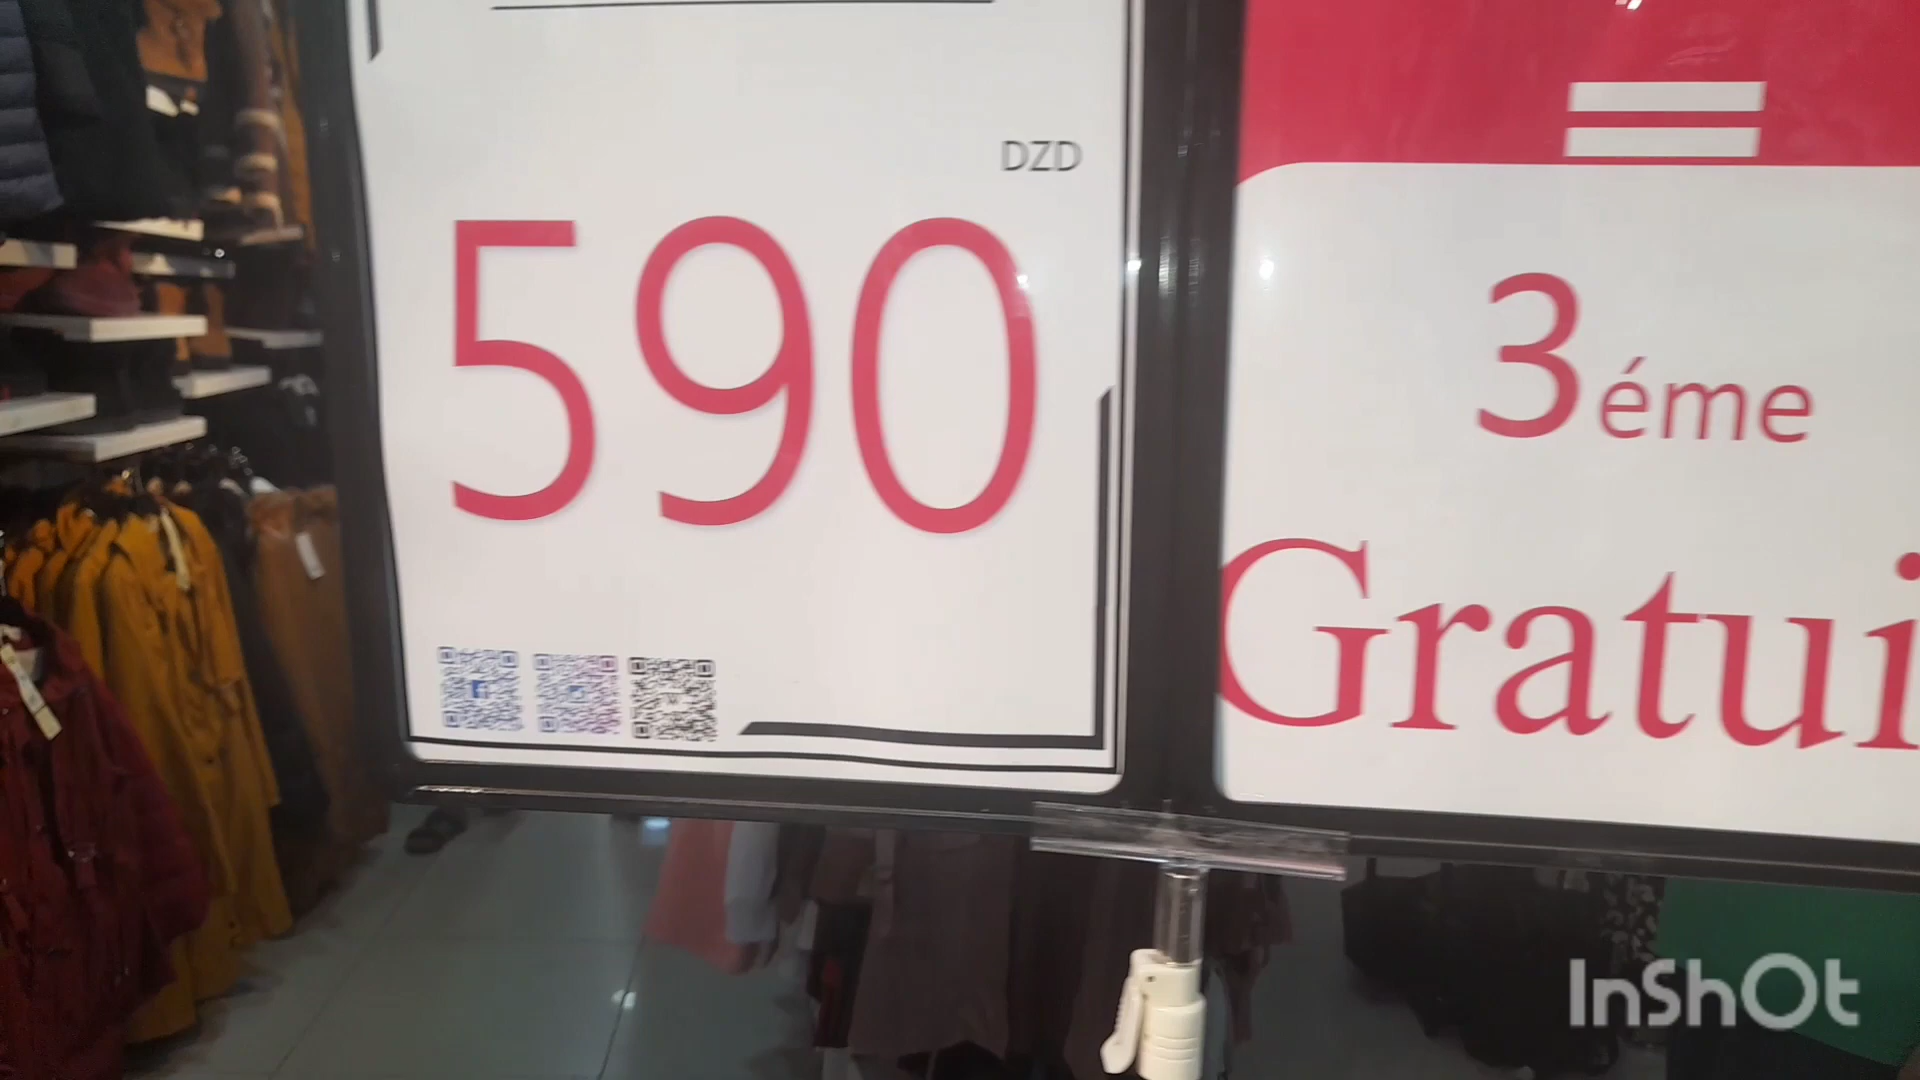 DZD
590
=
3éme
Gratui
InShOt